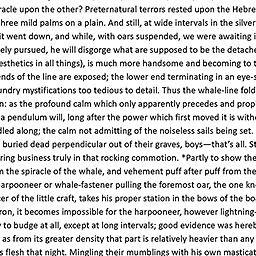 racle upon the other? Preternatural terrors rested upon the Hebre
hree mild palms on a plain. And still, at wide intervals in the silver
it went down, and while, with oars suspended, we were awaiting i
ely pursued, he will disgorge what are supposed to be the detache
esthetics in all things), is much more handsome and becoming to t
ends of the line are exposed; the lower end terminating in an eye-s
undry mystifications too tedious to detail. Thus the whale-line fold
n: as the profound calm which only apparently precedes and prop
a pendulum will, long after the power which first moved it is witho
dled along; the calm not admitting of the noiseless sails being set.
buried dead perpendicular out of their graves, boys—that's all. St
ring business truly in that rocking commotion. *Partly to show the
m the spiracle of the whale, and vehement puff after puff from the
arpooneer or whale-fastener pulling the foremost oar, the one kn
cer of the little craft, takes his proper station in the bows of the bo
ron, it becomes impossible for the harpooneer, however lightning-
y to budge at all, except at long intervals; good evidence was hereb
as from its greater density that part is relatively heavier than any
s flesh that night. Mingling their mumblings with his own masticat